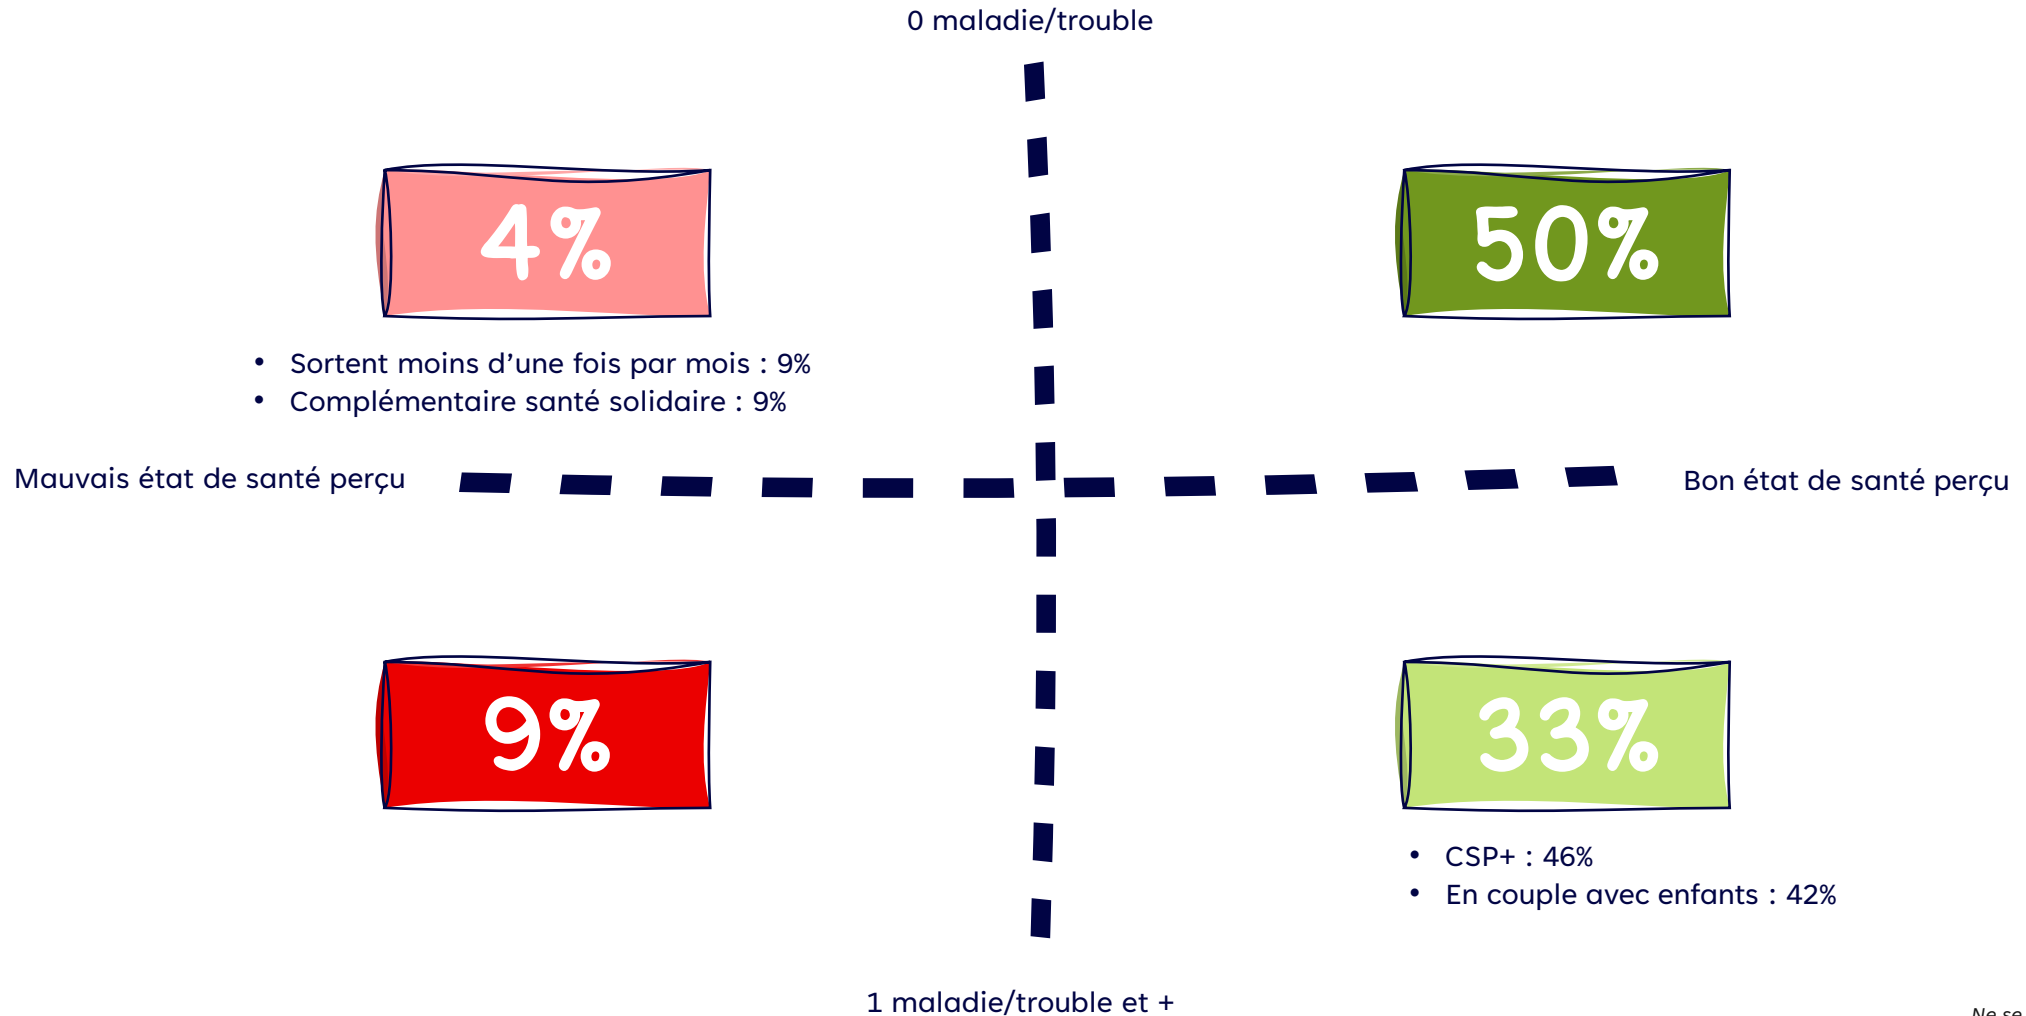 0 maladie/trouble
4%
50%
• Sortent moins d’une fois par mois : 9%
• Complémentaire santé solidaire : 9%
Mauvais état de santé perçu
Bon état de santé perçu
9%
33%
• CSP+ : 46%
• En couple avec enfants : 42%
1 maladie/trouble et +
Ne se